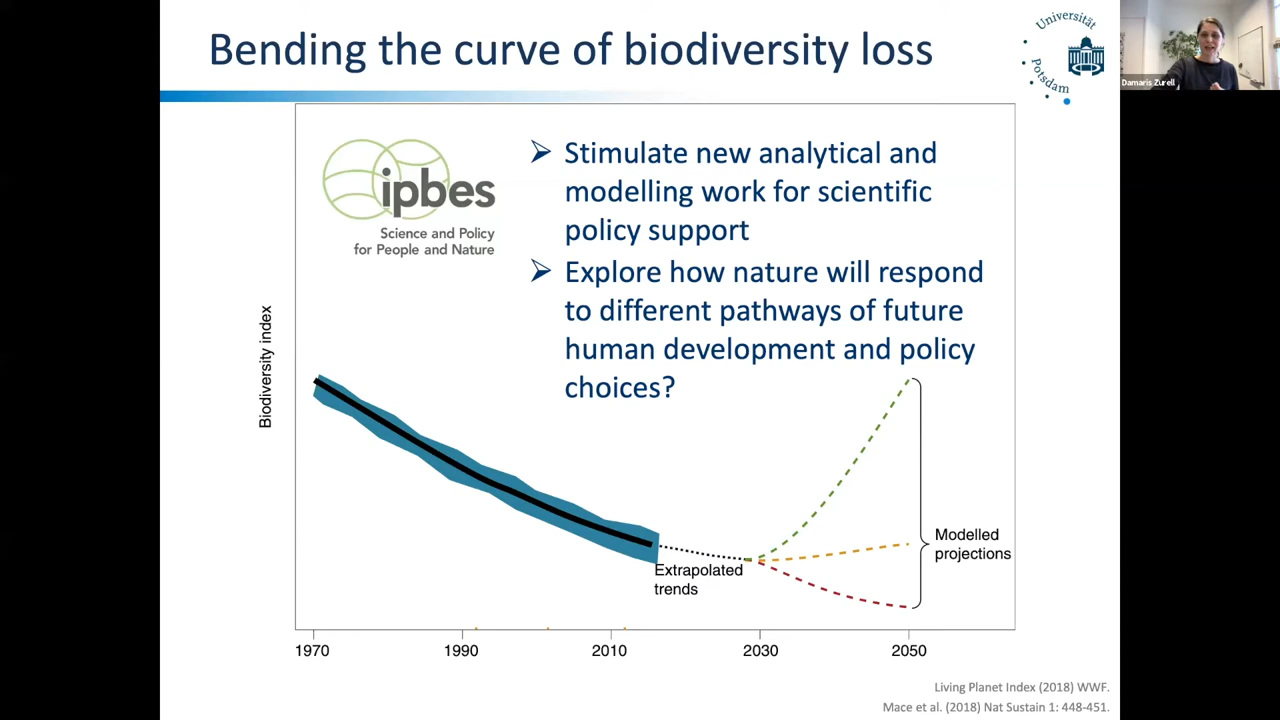 Bending the curve of biodiversity loss
Universität
Potsdam
Damaris Zurell
ipbes
Science and Policy
for People and Nature
➢ Stimulate new analytical and
modelling work for scientific
policy support
➢ Explore how nature will respond
to different pathways of future
human development and policy
choices?
Biodiversity index
Extrapolated
trends
Modelled
projections
1970 1990 2010 2030 2050
Living Planet Index (2018) WWF.
Mace et al. (2018) Nat Sustain 1: 448-451.